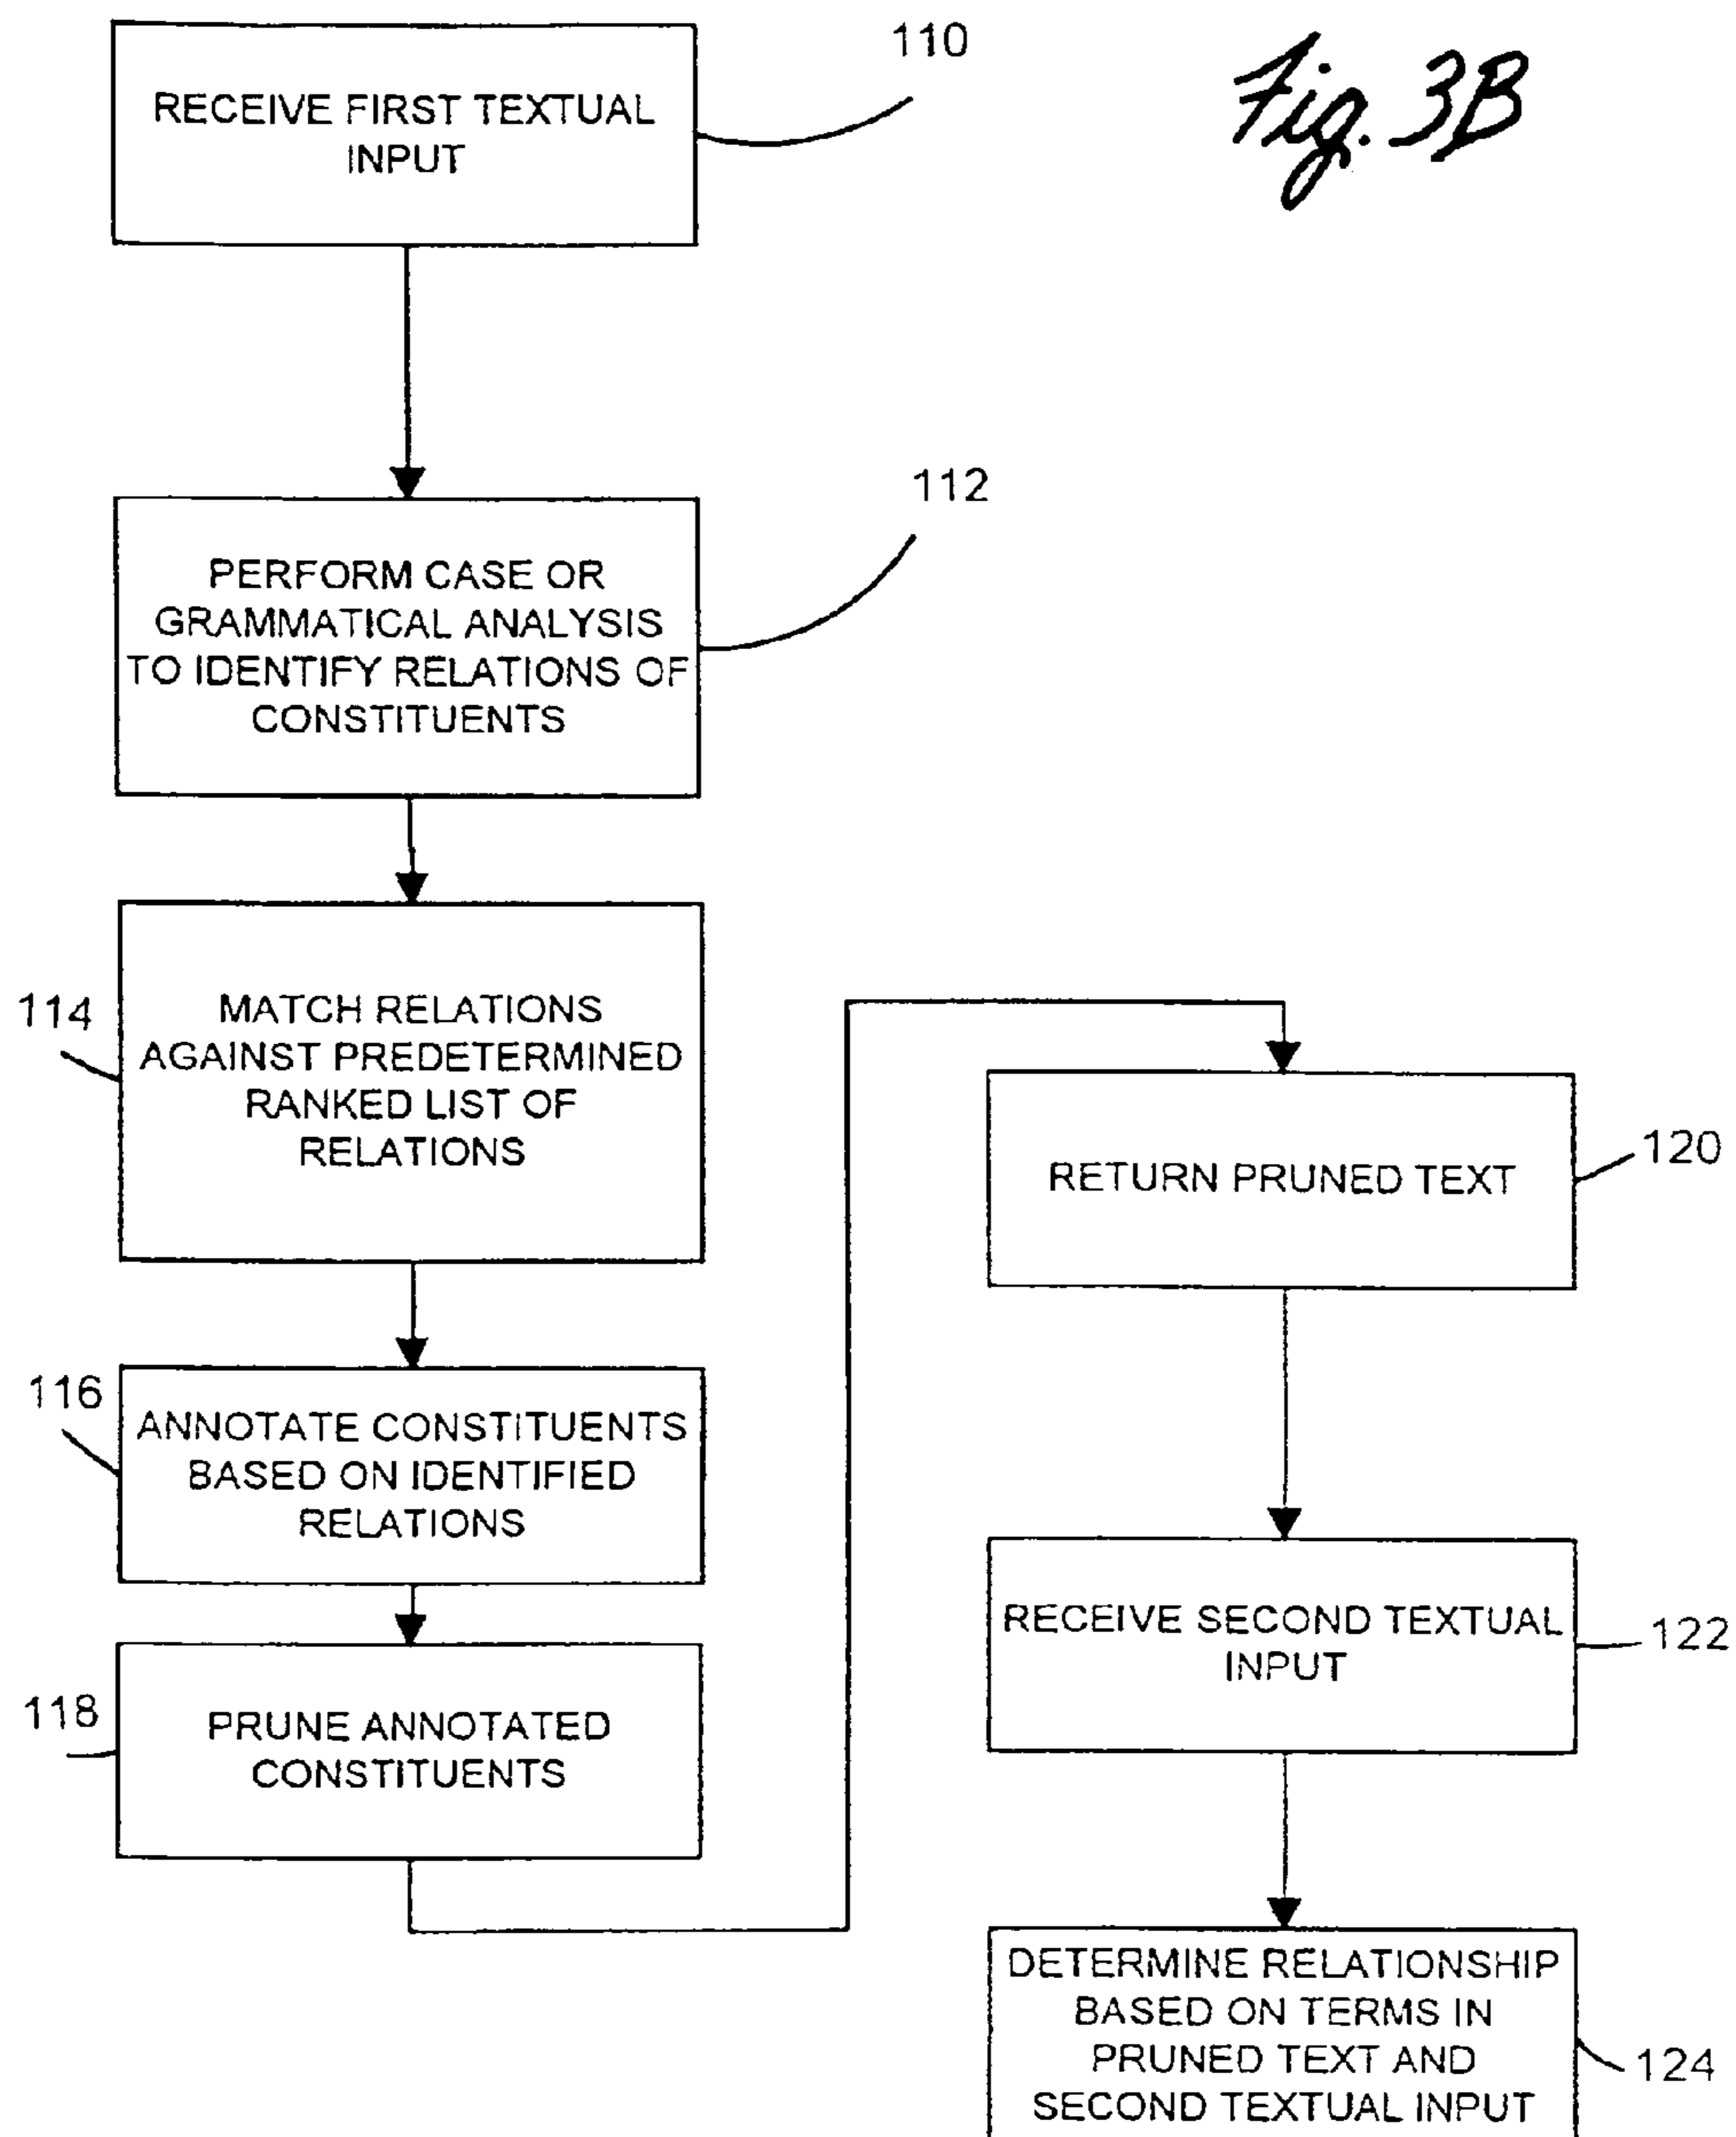 Fig. 3B
110
RECEIVE FIRST TEXTUAL
INPUT
112
PERFORM CASE OR
GRAMMATICAL ANALYSIS
TO IDENTIFY RELATIONS OF
CONSTITUENTS
114
MATCH RELATIONS
AGAINST PREDETERMINED
RANKED LIST OF
RELATIONS
116
ANNOTATE CONSTITUENTS
BASED ON IDENTIFIED
RELATIONS
118
PRUNE ANNOTATED
CONSTITUENTS
120
RETURN PRUNED TEXT
RECEIVE SECOND TEXTUAL
INPUT
122
DETERMINE RELATIONSHIP
BASED ON TERMS IN
PRUNED TEXT AND
SECOND TEXTUAL INPUT
124